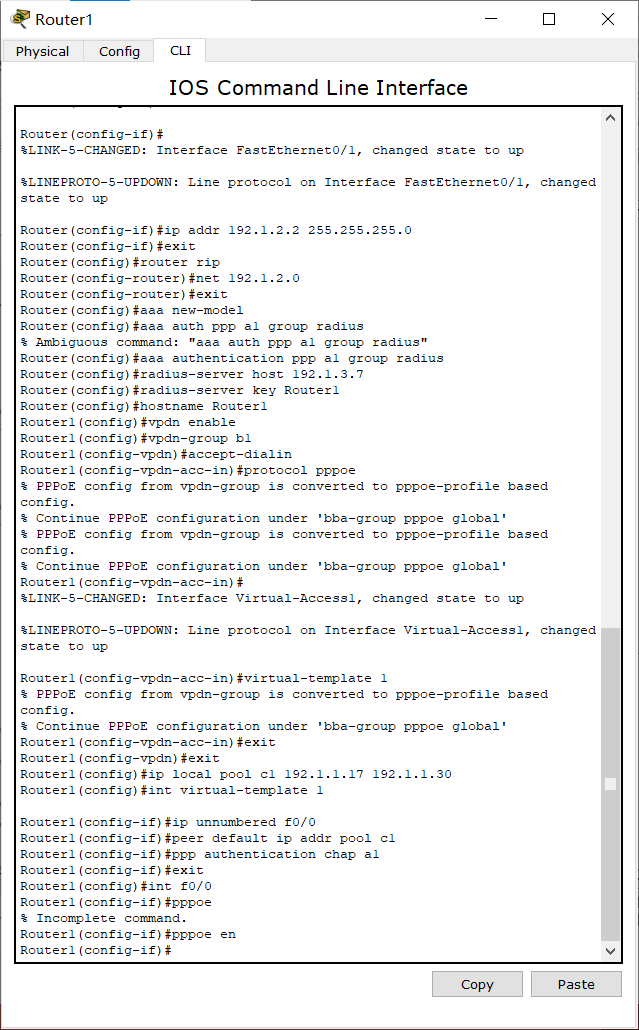 Router1
Physical Config CLI
IOS Command Line Interface
Router(config-if)#
%LINK-5-CHANGED: Interface FastEthernet0/1, changed state to up
%LINEPROTO-5-UPDOWN: Line protocol on Interface FastEthernet0/1, changed
state to up
Router(config-if)#ip addr 192.1.2.2 255.255.255.0
Router(config-if)#exit
Router(config)#router rip
Router(config-router)#net 192.1.2.0
Router(config-router)#exit
Router(config)#aaa new-model
Router(config)#aaa auth ppp a1 group radius
% Ambiguous command: "aaa auth ppp a1 group radius"
Router(config)#aaa authentication ppp a1 group radius
Router(config)#radius-server host 192.1.3.7
Router(config)#radius-server key Router1
Router(config)#hostname Router1
Router1(config)#vpdn enable
Router1(config)#vpdn-group b1
Router1(config-vpdn)#accept-dialin
Router1(config-vpdn-acc-in)#protocol pppoe
% PPPoE config from vpdn-group is converted to pppoe-profile based
config.
% Continue PPPoE configuration under 'bba-group pppoe global'
% PPPoE config from vpdn-group is converted to pppoe-profile based
config.
% Continue PPPoE configuration under 'bba-group pppoe global'
Router1(config-vpdn-acc-in)#
%LINK-5-CHANGED: Interface Virtual-Access1, changed state to up
%LINEPROTO-5-UPDOWN: Line protocol on Interface Virtual-Access1, changed
state to up
Router1(config-vpdn-acc-in)#virtual-template 1
% PPPoE config from vpdn-group is converted to pppoe-profile based
config.
% Continue PPPoE configuration under 'bba-group pppoe global'
Router1(config-vpdn-acc-in)#exit
Router1(config-vpdn)#exit
Router1(config)#ip local pool c1 192.1.1.17 192.1.1.30
Router1(config)#int virtual-template 1
Router1(config-if)#ip unnumbered f0/0
Router1(config-if)#peer default ip addr pool c1
Router1(config-if)#ppp authentication chap a1
Router1(config-if)#exit
Router1(config)#int f0/0
Router1(config-if)#pppoe
% Incomplete command.
Router1(config-if)#pppoe en
Router1(config-if)#
Copy Paste